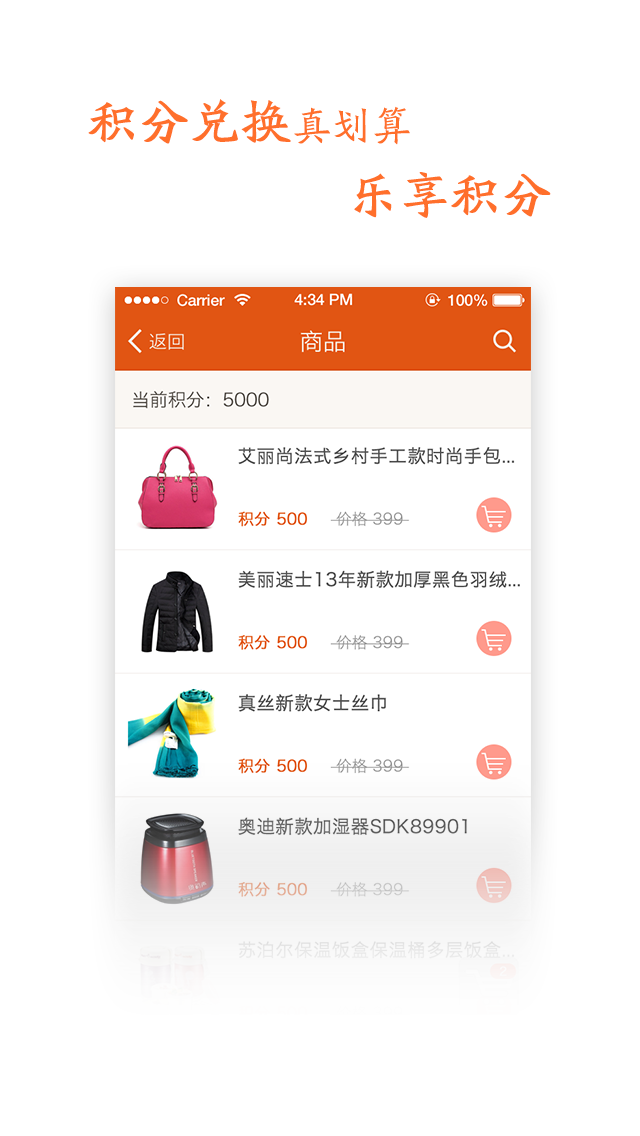 积分兑换真划算
乐享积分
Carrier 4:34 PM 100%
返回 商品
当前积分：5000
艾丽尚法式乡村手工款时尚手包...
积分 500 价格 399
美丽速士13年新款加厚黑色羽绒...
积分 500 价格 399
真丝新款女士丝巾
积分 500 价格 399
奥迪新款加湿器SDK89901
积分 500 价格 399
苏泊尔保温饭盒保温桶多层饭盒...